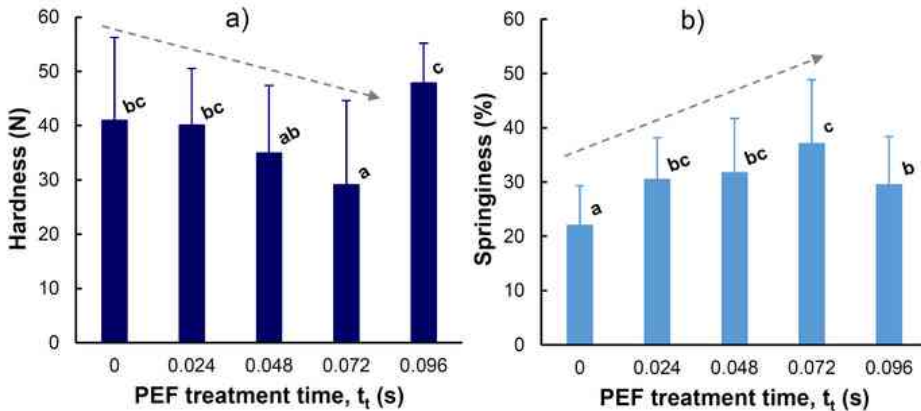 a)
Hardness (N)
60
50
40
30
20
10
0
bc
bc
ab
a
c
0 0.024 0.048 0.072 0.096
PEF treatment time, tt (s)
b)
Springiness (%)
60
50
40
30
20
10
0
a
bc
bc
c
b
0 0.024 0.048 0.072 0.096
PEF treatment time, tt (s)